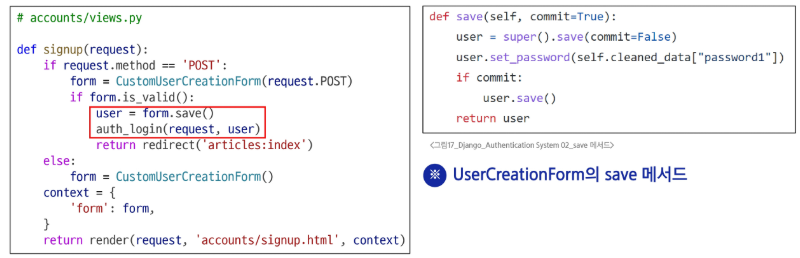 # accounts/views.py
def signup(request):
    if request.method == 'POST':
        form = CustomUserCreationForm(request.POST)
        if form.is_valid():
            user = form.save()
            auth_login(request, user)
            return redirect('articles:index')
    else:
        form = CustomUserCreationForm()
    context = {
        'form': form,
    }
    return render(request, 'accounts/signup.html', context)
def save(self, commit=True):
    user = super().save(commit=False)
    user.set_password(self.cleaned_data["password1"])
    if commit:
        user.save()
    return user
<그림17_Django_Authentication System 02_save 메서드>
※ UserCreationForm의 save 메서드